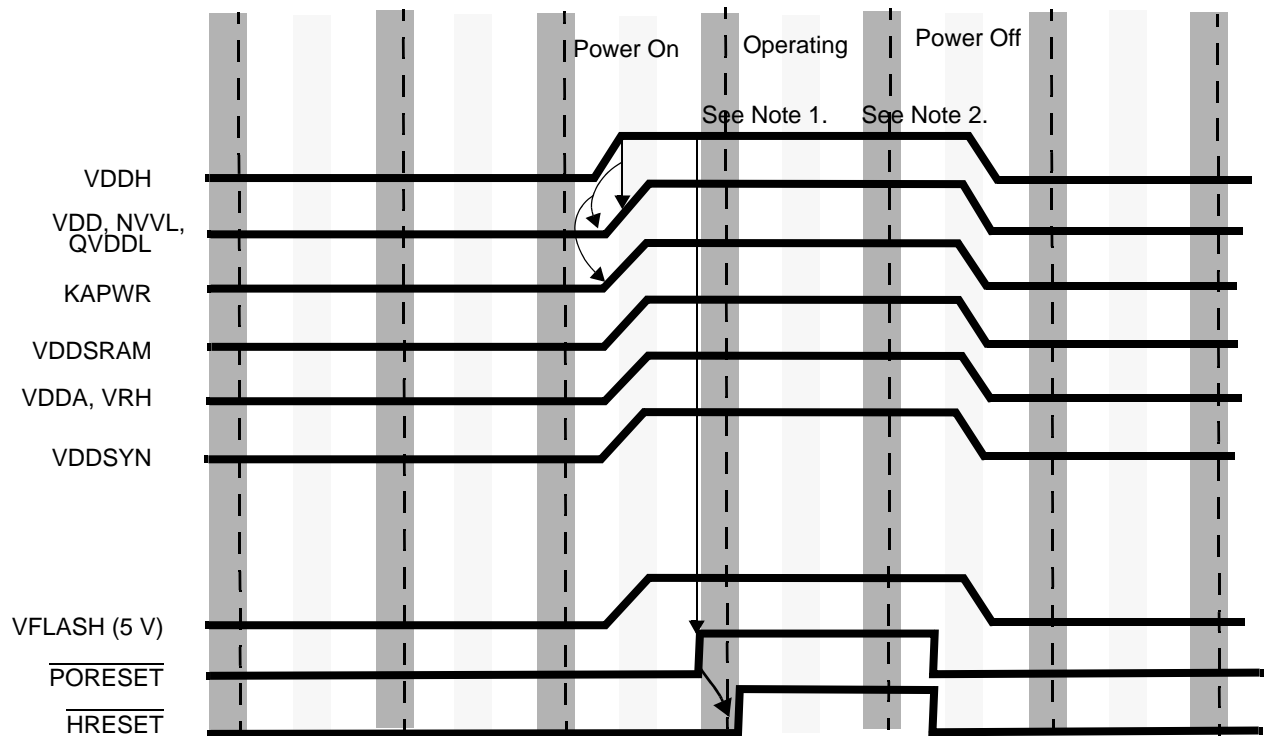 Power On
Operating
Power Off
See Note 1.
See Note 2.
VDDH
VDD, NVVL,
QVDDL
KAPWR
VDDSRAM
VDDA, VRH
VDDSYN
VFLASH (5 V)
PORESET
HRESET